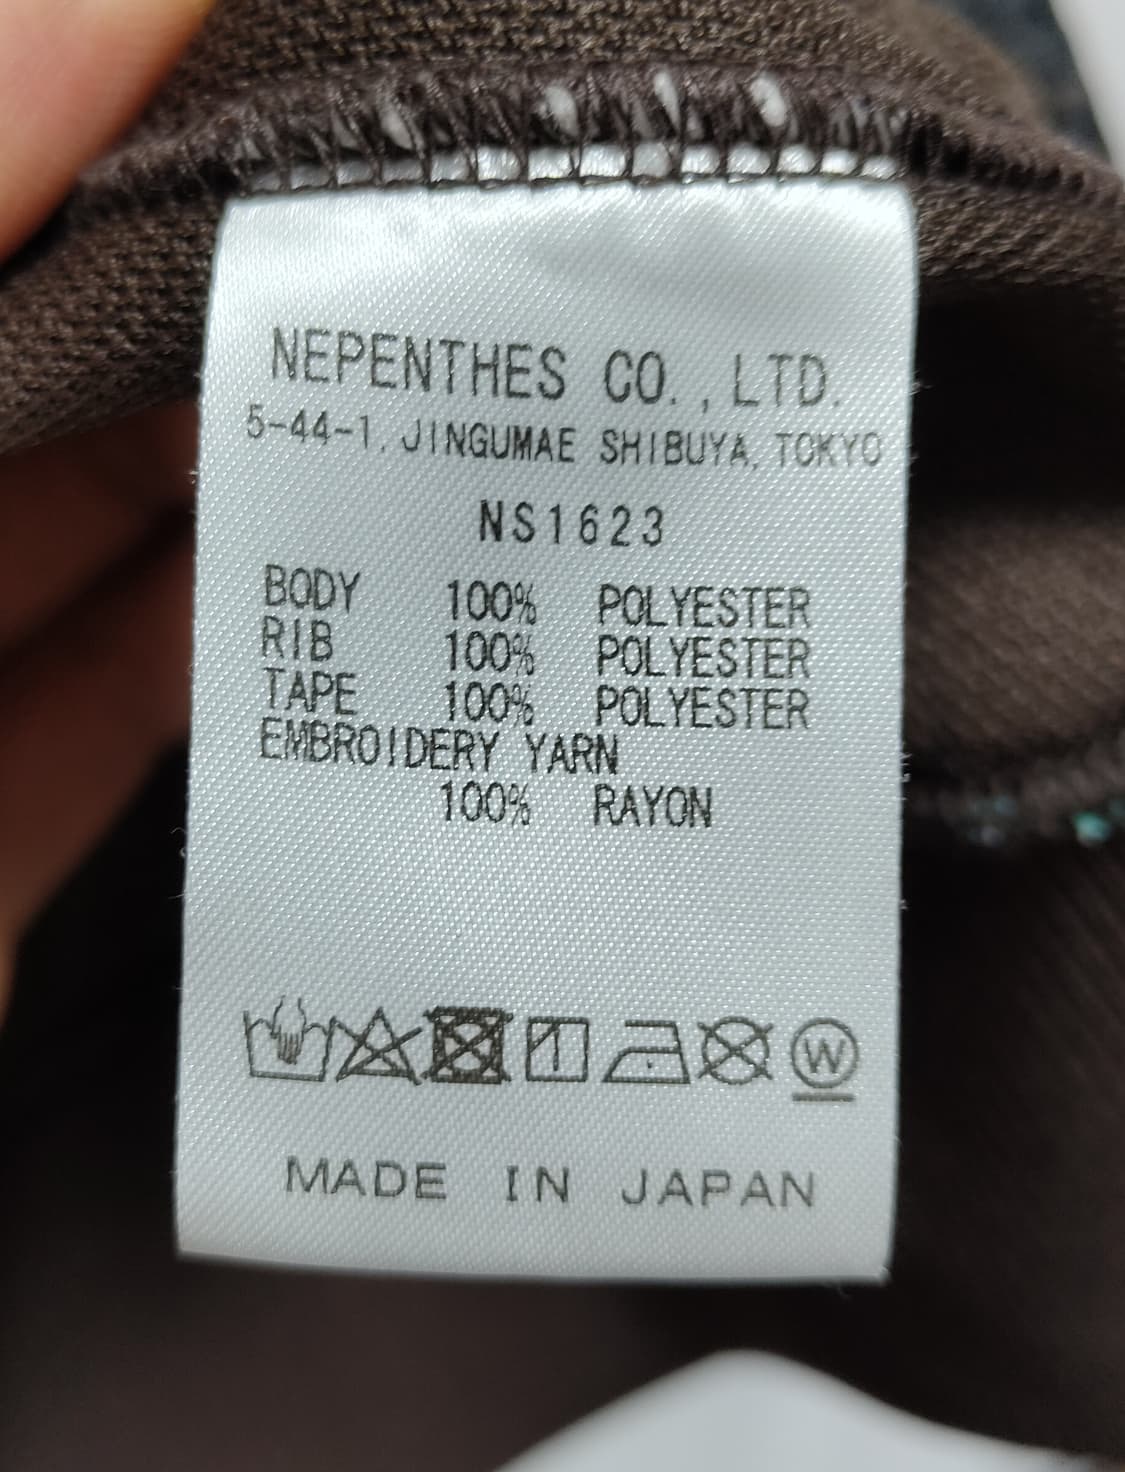 NEPENTHES CO., LTD.
5-44-1, JINGUMAE SHIBUYA, TOKYO
NS1623
BODY 100% POLYESTER
RIB 100% POLYESTER
TAPE 100% POLYESTER
EMBROIDERY YARN
100% RAYON
W
MADE IN JAPAN